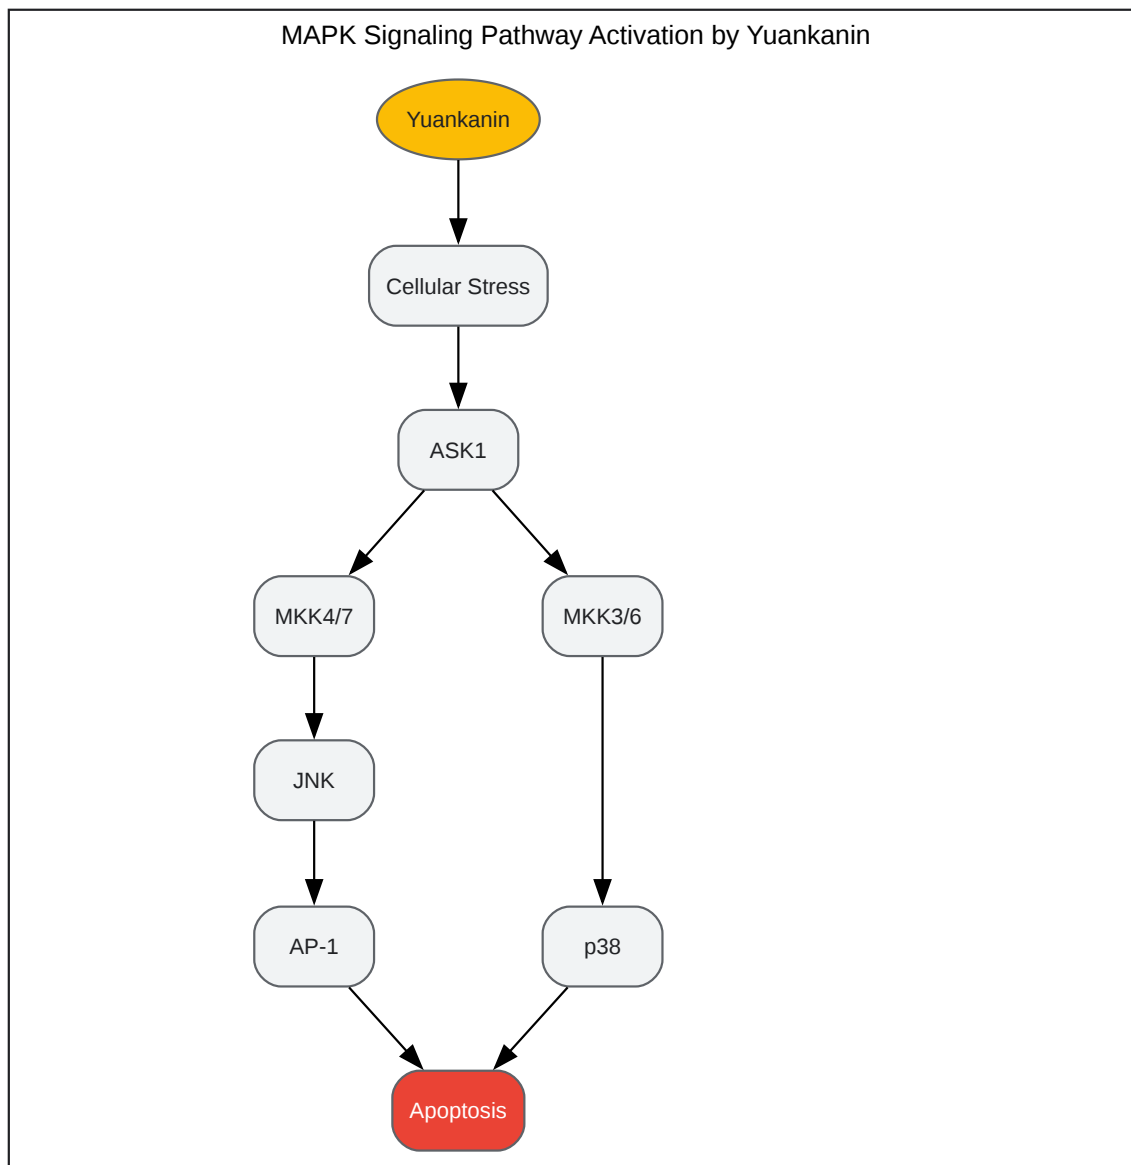 MAPK Signaling Pathway Activation by Yuankanin
Yuankanin
Cellular Stress
ASK1
MKK4/7
MKK3/6
JNK
AP-1
p38
Apoptosis